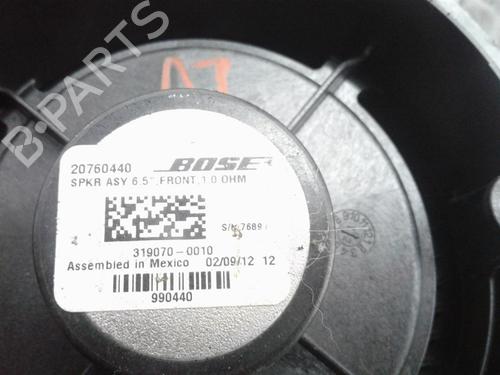 20760440 BOSE
SPKR ASY 6.5", FRONT, 1.0 OHM
S/N:7689
319070-0010
Assembled in Mexico 02/09/12 12
990440
B-PARTS